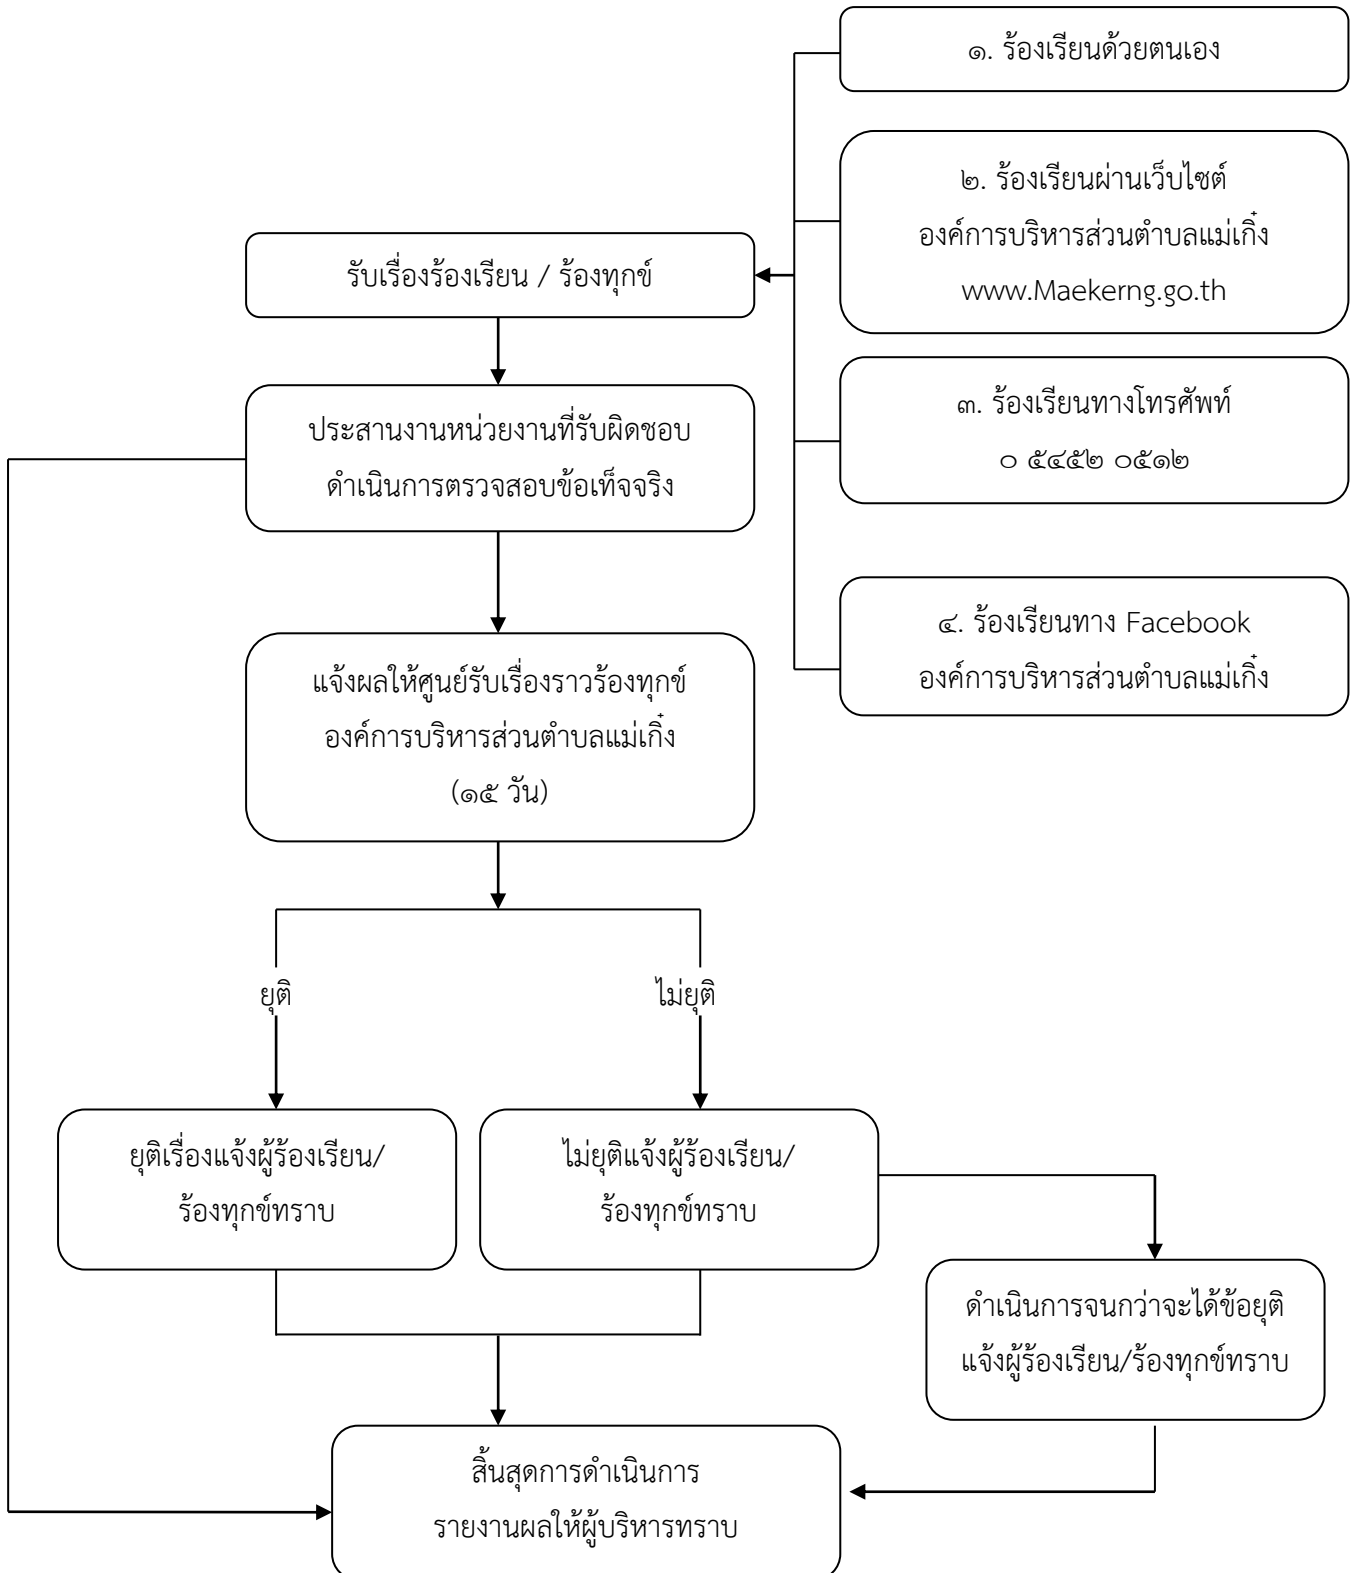 ๑. ร้องเรียนด้วยตนเอง
๒. ร้องเรียนผ่านเว็บไซต์
องค์การบริหารส่วนตำบลแม่เกิ๋ง
www.Maekerng.go.th
รับเรื่องร้องเรียน / ร้องทุกข์
๓. ร้องเรียนทางโทรศัพท์
๐ ๕๔๕๒ ๐๕๑๒
ประสานงานหน่วยงานที่รับผิดชอบ
ดำเนินการตรวจสอบข้อเท็จจริง
๔. ร้องเรียนทาง Facebook
องค์การบริหารส่วนตำบลแม่เกิ๋ง
แจ้งผลให้ศูนย์รับเรื่องราวร้องทุกข์
องค์การบริหารส่วนตำบลแม่เกิ๋ง
(๑๕ วัน)
ยุติ
ไม่ยุติ
ยุติเรื่องแจ้งผู้ร้องเรียน/
ร้องทุกข์ทราบ
ไม่ยุติแจ้งผู้ร้องเรียน/
ร้องทุกข์ทราบ
ดำเนินการจนกว่าจะได้ข้อยุติ
แจ้งผู้ร้องเรียน/ร้องทุกข์ทราบ
สิ้นสุดการดำเนินการ
รายงานผลให้ผู้บริหารทราบ